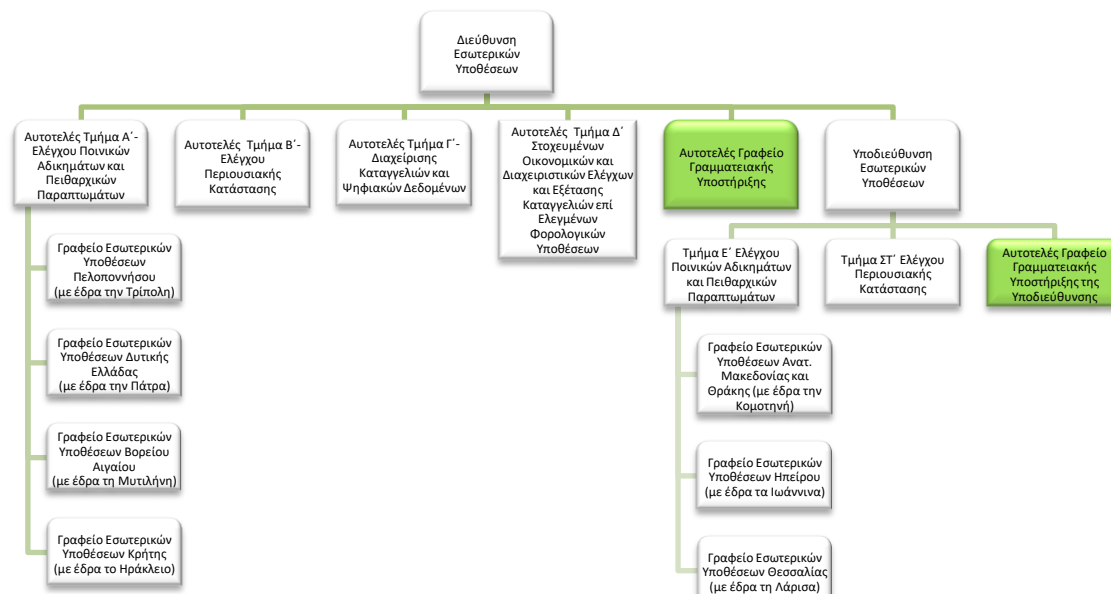 Διεύθυνση
Εσωτερικών
Υποθέσεων
Αυτοτελές Τμήμα Α΄-
Ελέγχου Ποινικών
Αδικημάτων και
Πειθαρχικών
Παραπτωμάτων
Αυτοτελές Τμήμα Β΄-
Ελέγχου
Περιουσιακής
Κατάστασης
Αυτοτελές Τμήμα Γ΄-
Διαχείρισης
Καταγγελιών και
Ψηφιακών Δεδομένων
Αυτοτελές Τμήμα Δ΄
Στοχευμένων
Οικονομικών και
Διαχειριστικών Ελέγχων
και Εξέτασης
Καταγγελιών επί
Ελεγμένων
Φορολογικών
Υποθέσεων
Αυτοτελές Γραφείο
Γραμματειακής
Υποστήριξης
Υποδιεύθυνση
Εσωτερικών
Υποθέσεων
Γραφείο Εσωτερικών
Υποθέσεων
Πελοποννήσου
(με έδρα την Τρίπολη)
Γραφείο Εσωτερικών
Υποθέσεων Δυτικής
Ελλάδας
(με έδρα την Πάτρα)
Γραφείο Εσωτερικών
Υποθέσεων Βορείου
Αιγαίου
(με έδρα τη Μυτιλήνη)
Γραφείο Εσωτερικών
Υποθέσεων Κρήτης
(με έδρα το Ηράκλειο)
Τμήμα Ε΄ Ελέγχου
Ποινικών Αδικημάτων
και Πειθαρχικών
Παραπτωμάτων
Τμήμα ΣΤ΄ Ελέγχου
Περιουσιακής
Κατάστασης
Αυτοτελές Γραφείο
Γραμματειακής
Υποστήριξης της
Υποδιεύθυνσης
Γραφείο Εσωτερικών
Υποθέσεων Ανατ.
Μακεδονίας και
Θράκης (με έδρα την
Κομοτηνή)
Γραφείο Εσωτερικών
Υποθέσεων Ηπείρου
(με έδρα τα Ιωάννινα)
Γραφείο Εσωτερικών
Υποθέσεων Θεσσαλίας
(με έδρα τη Λάρισα)